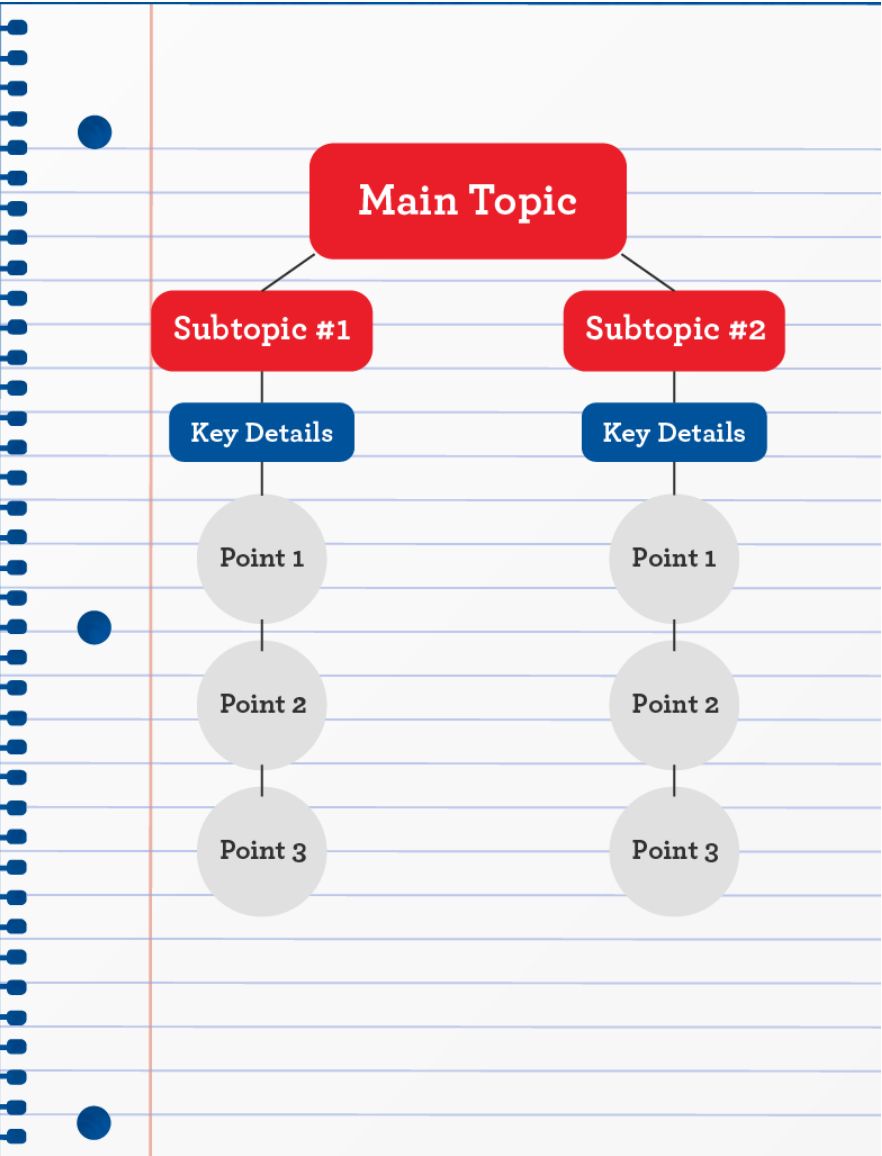 Main Topic
Subtopic #1
Subtopic #2
Key Details
Key Details
Point 1
Point 1
Point 2
Point 2
Point 3
Point 3